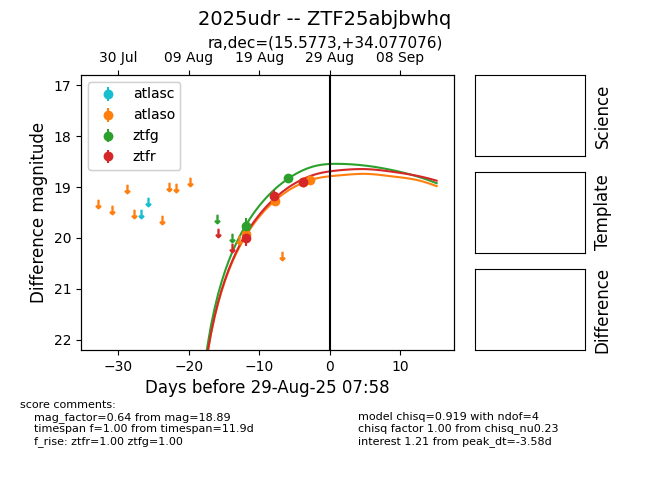 2025udr -- ZTF25abjbwhq
ra,dec=(15.5773,+34.077076)
30 Jul 09 Aug 19 Aug 29 Aug 08 Sep
17
18
19
20
21
22
Difference magnitude
atlasc
atlaso
ztfg
ztfr
−30 −20 −10 0 10
Days before 29-Aug-25 07:58
Science
Template
Difference
score comments:
mag_factor=0.64 from mag=18.89
timespan f=1.00 from timespan=11.9d
f_rise: ztfr=1.00 ztfg=1.00
model chisq=0.919 with ndof=4
chisq factor 1.00 from chisq_nu0.23
interest 1.21 from peak_dt=-3.58d